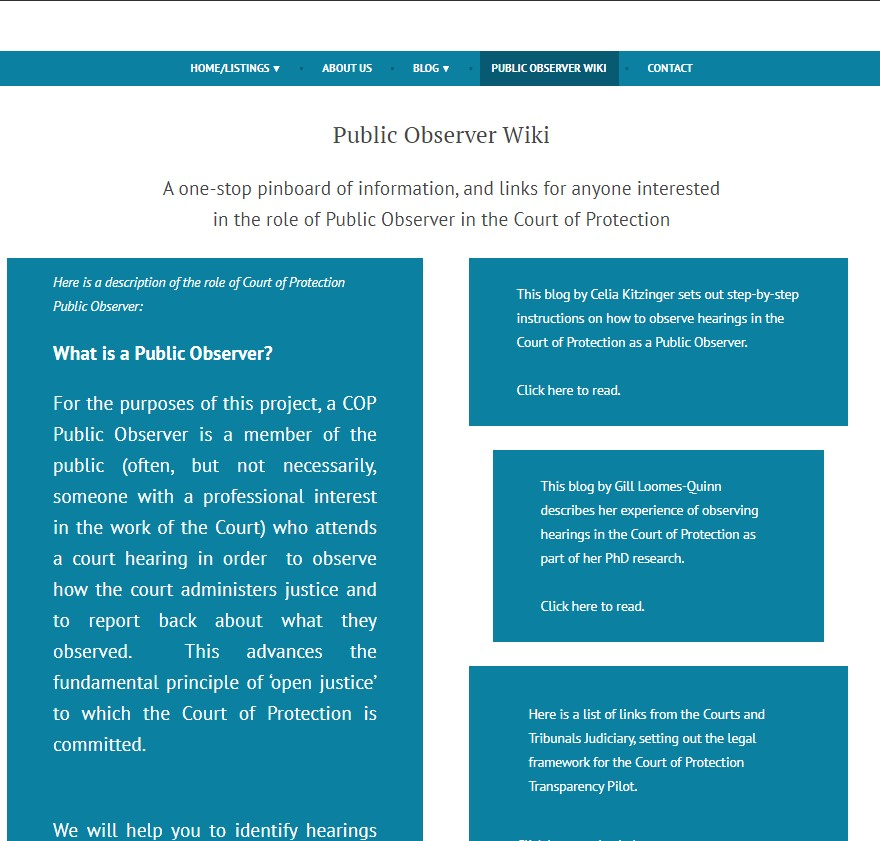 HOME/LISTINGS ▼ • ABOUT US • BLOG ▼ • PUBLIC OBSERVER WIKI • CONTACT
Public Observer Wiki
A one-stop pinboard of information, and links for anyone interested
in the role of Public Observer in the Court of Protection
Here is a description of the role of Court of Protection
Public Observer:
What is a Public Observer?
For the purposes of this project, a COP
Public Observer is a member of the
public (often, but not necessarily,
someone with a professional interest
in the work of the Court) who attends
a court hearing in order to observe
how the court administers justice and
to report back about what they
observed. This advances the
fundamental principle of ‘open justice’
to which the Court of Protection is
committed.
We will help you to identify hearings
This blog by Celia Kitzinger sets out step-by-step
instructions on how to observe hearings in the
Court of Protection as a Public Observer.
Click here to read.
This blog by Gill Loomes-Quinn
describes her experience of observing
hearings in the Court of Protection as
part of her PhD research.
Click here to read.
Here is a list of links from the Courts and
Tribunals Judiciary, setting out the legal
framework for the Court of Protection
Transparency Pilot.